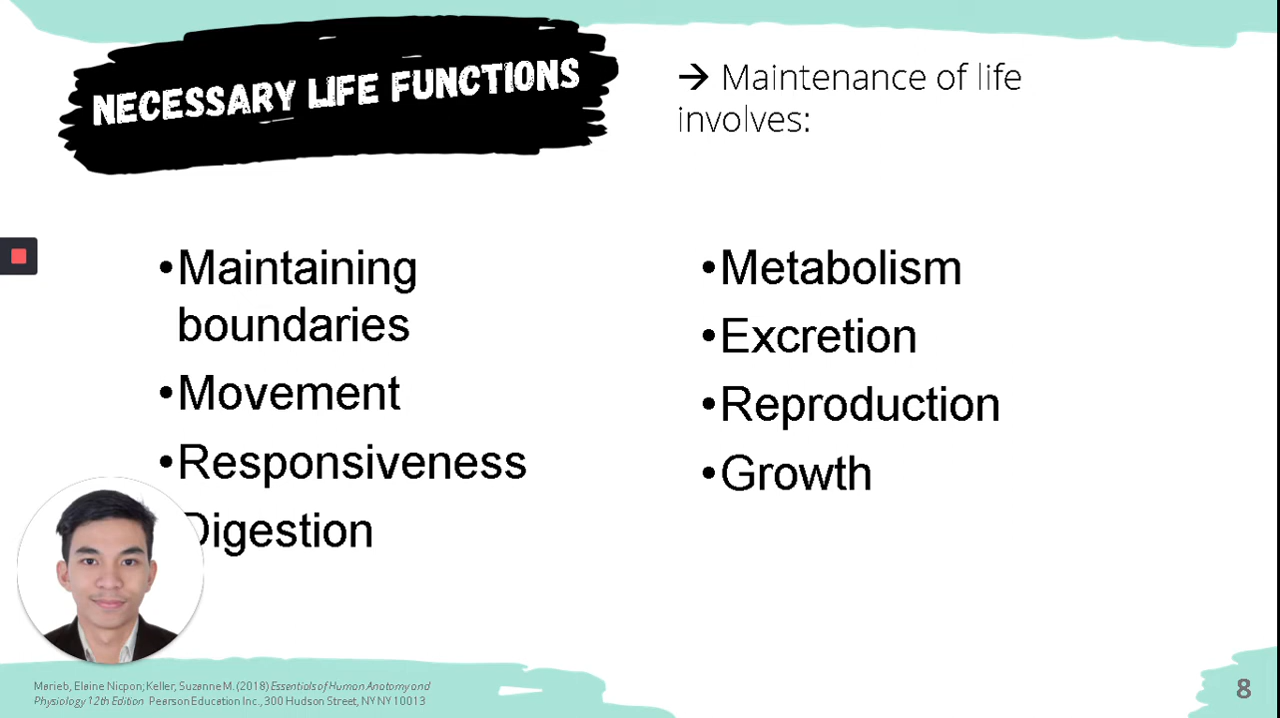 NECESSARY LIFE FUNCTIONS
→ Maintenance of life
involves:
•Maintaining
boundaries
•Movement
•Responsiveness
Digestion
•Metabolism
•Excretion
•Reproduction
•Growth
Marieb, Elaine Nicpon; Keller, Suzanne M. (2018) Essentials of Human Anatomy and
Physiology 12th Edition Pearson Education Inc., 300 Hudson Street, NY NY 10013
8